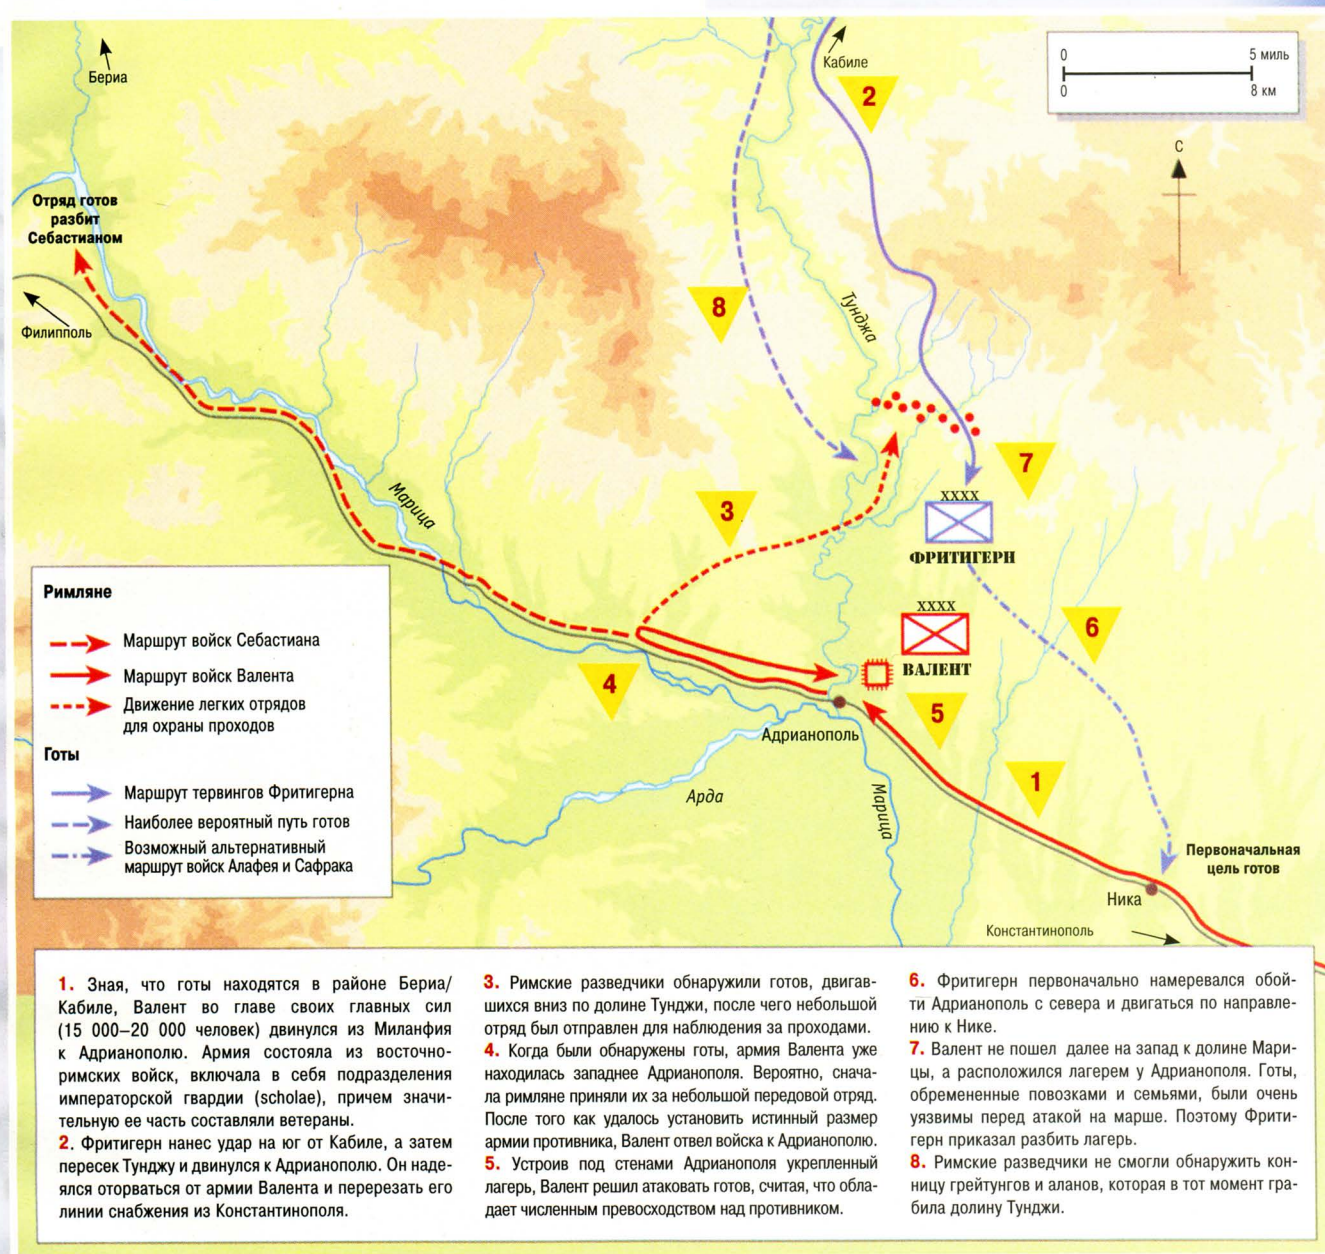 Бериа
Кабиле
0 5 миль
0 8 км
С
2
Отряд готов
разбит
Себастианом
Филипполь
8
Тунджа
7
3
Марица
XXXX
ФРИТИГЕРН
XXXX
ВАЛЕНТ
6
4
5
1
Адрианополь
Арда
Марица
Первоначальная
цель готов
Ника
Константинополь
Римляне
Маршрут войск Себастиана
Маршрут войск Валента
Движение легких отрядов
для охраны проходов
Готы
Маршрут тервингов Фритигерна
Наиболее вероятный путь готов
Возможный альтернативный
маршрут войск Алафея и Сафрака
1. Зная, что готы находятся в районе Бериа/
Кабиле, Валент во главе своих главных сил
(15 000–20 000 человек) двинулся из Миланфия
к Адрианополю. Армия состояла из восточно-
римских войск, включала в себя подразделения
императорской гвардии (scholae), причем значи-
тельную ее часть составляли ветераны.
2. Фритигерн нанес удар на юг от Кабиле, а затем
пересек Тунджу и двинулся к Адрианополю. Он наде-
ялся оторваться от армии Валента и перерезать его
линии снабжения из Константинополя.
3. Римские разведчики обнаружили готов, двигав-
шихся вниз по долине Тунджи, после чего небольшой
отряд был отправлен для наблюдения за проходами.
4. Когда были обнаружены готы, армия Валента уже
находилась западнее Адрианополя. Вероятно, снача-
ла римляне приняли их за небольшой передовой отряд.
После того как удалось установить истинный размер
армии противника, Валент отвел войска к Адрианополю.
5. Устроив под стенами Адрианополя укрепленный
лагерь, Валент решил атаковать готов, считая, что обла-
дает численным превосходством над противником.
6. Фритигерн первоначально намеревался обой-
ти Адрианополь с севера и двигаться по направле-
нию к Нике.
7. Валент не пошел далее на запад к долине Мари-
цы, а расположился лагерем у Адрианополя. Готы,
обремененные повозками и семьями, были очень
уязвимы перед атакой на марше. Поэтому Фрити-
герн приказал разбить лагерь.
8. Римские разведчики не смогли обнаружить кон-
ницу грейтунгов и аланов, которая в тот момент гра-
била долину Тунджи.